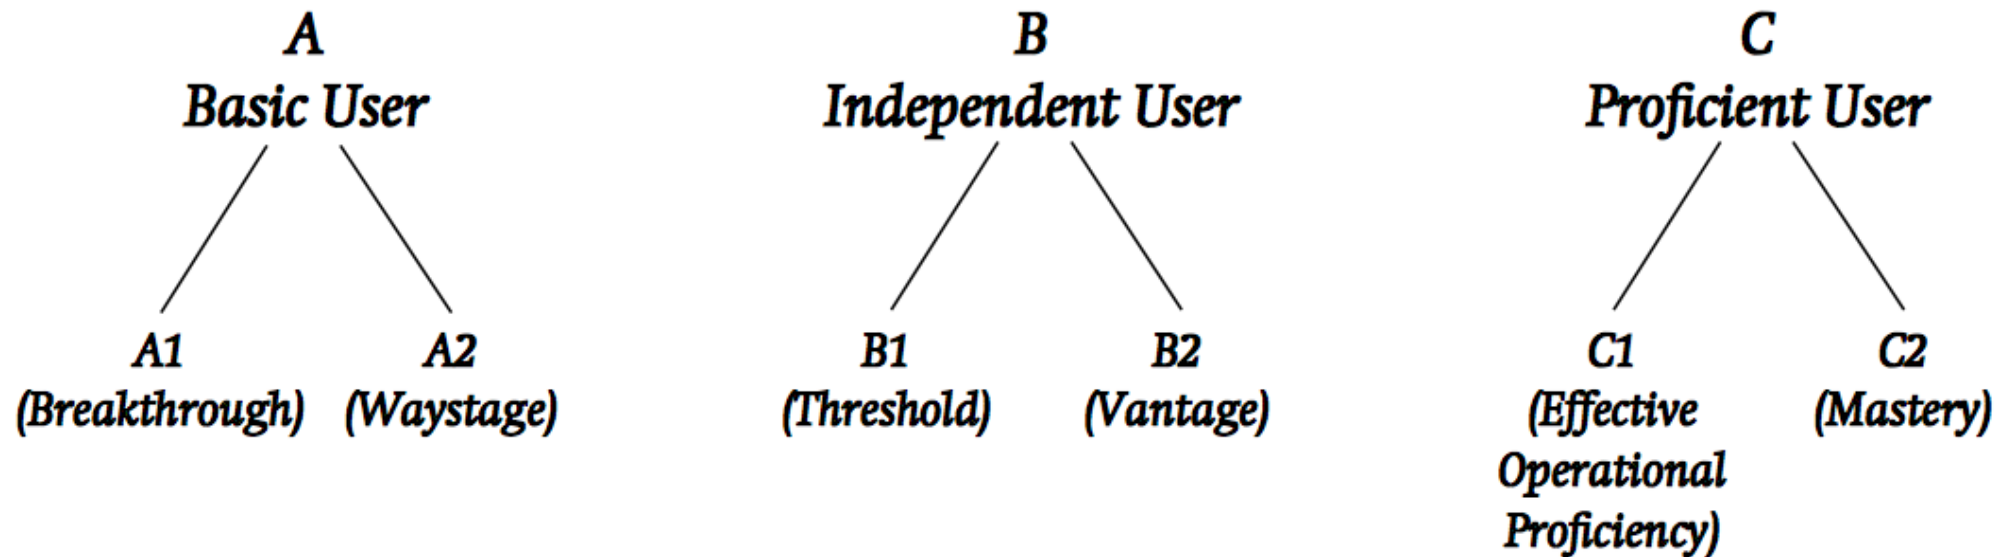 A
Basic User
B
Independent User
C
Proficient User
A1
(Breakthrough)
A2
(Waystage)
B1
(Threshold)
B2
(Vantage)
C1
(Effective
Operational
Proficiency)
C2
(Mastery)